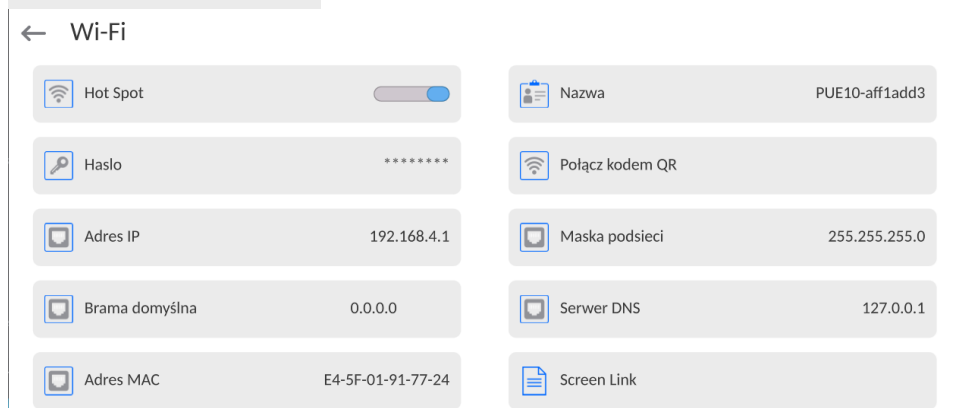 Wi-Fi
Hot Spot
Nazwa PUE10-aff1add3
Haslo ********
Połącz kodem QR
Adres IP 192.168.4.1
Maska podsieci 255.255.255.0
Brama domyślna 0.0.0.0
Serwer DNS 127.0.0.1
Adres MAC E4-5F-01-91-77-24
Screen Link